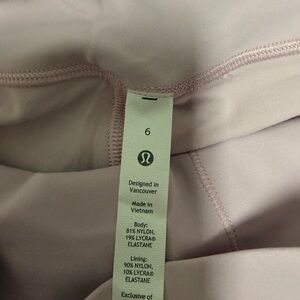 6
Designed in
Vancouver
Made in
Vietnam
Body:
81% NYLON,
19% LYCRA®
ELASTANE
Lining:
90% NYLON,
10% LYCRA®
ELASTANE
Exclusive of